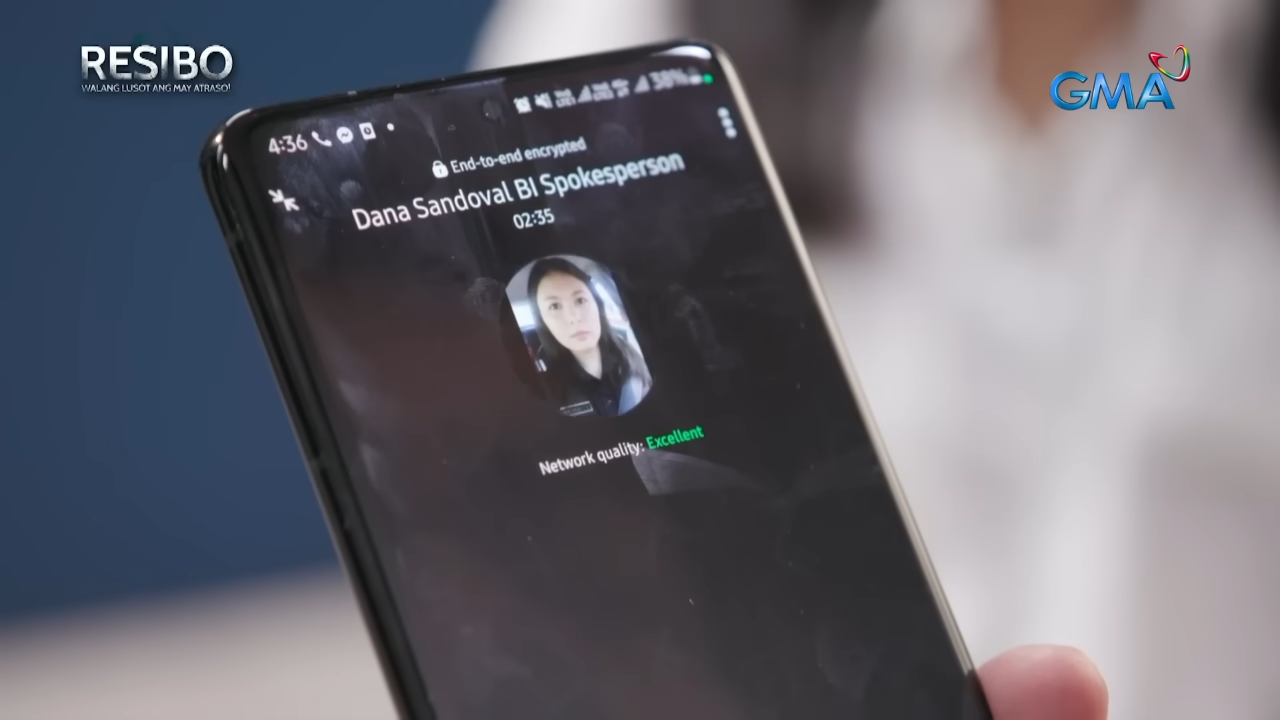 RESIBO
WALANG LUSOT ANG MAY ATRASO!
GMA
4:36
38%
End-to-end encrypted
Dana Sandoval BI Spokesperson
02:35
Network quality: Excellent